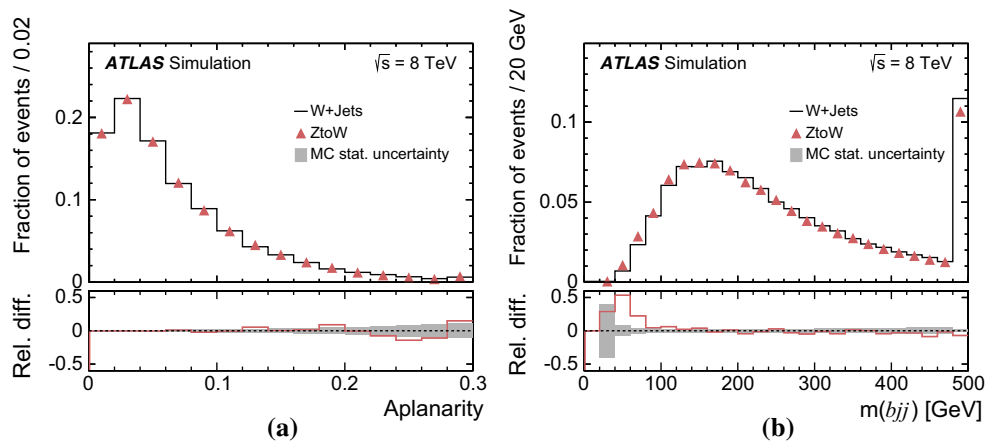 Fraction of events / 0.02
ATLAS Simulation
√s = 8 TeV
W+Jets
ZtoW
MC stat. uncertainty
0.2
0.1
0
Rel. diff.
0.5
0
-0.5
0 0.1 0.2 0.3
Aplanarity
(a)
Fraction of events / 20 GeV
ATLAS Simulation
√s = 8 TeV
W+Jets
ZtoW
MC stat. uncertainty
0.1
0.05
0
Rel. diff.
0.5
0
-0.5
0 100 200 300 400 500
m(bjj) [GeV]
(b)